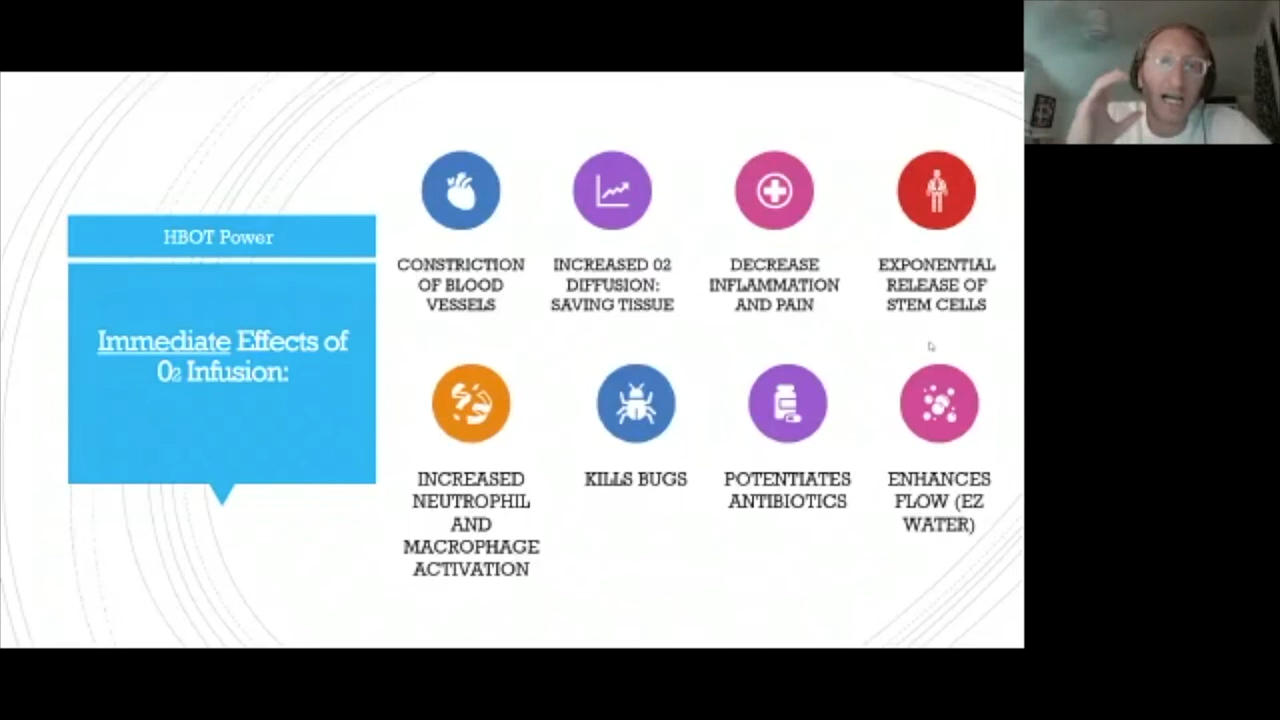 HBOT Power
Immediate Effects of
02 Infusion:
CONSTRICTION
OF BLOOD
VESSELS
INCREASED 02
DIFFUSION:
SAVING TISSUE
DECREASE
INFLAMMATION
AND PAIN
EXPONENTIAL
RELEASE OF
STEM CELLS
INCREASED
NEUTROPHIL
AND
MACROPHAGE
ACTIVATION
KILLS BUGS
POTENTIATES
ANTIBIOTICS
ENHANCES
FLOW (EZ
WATER)